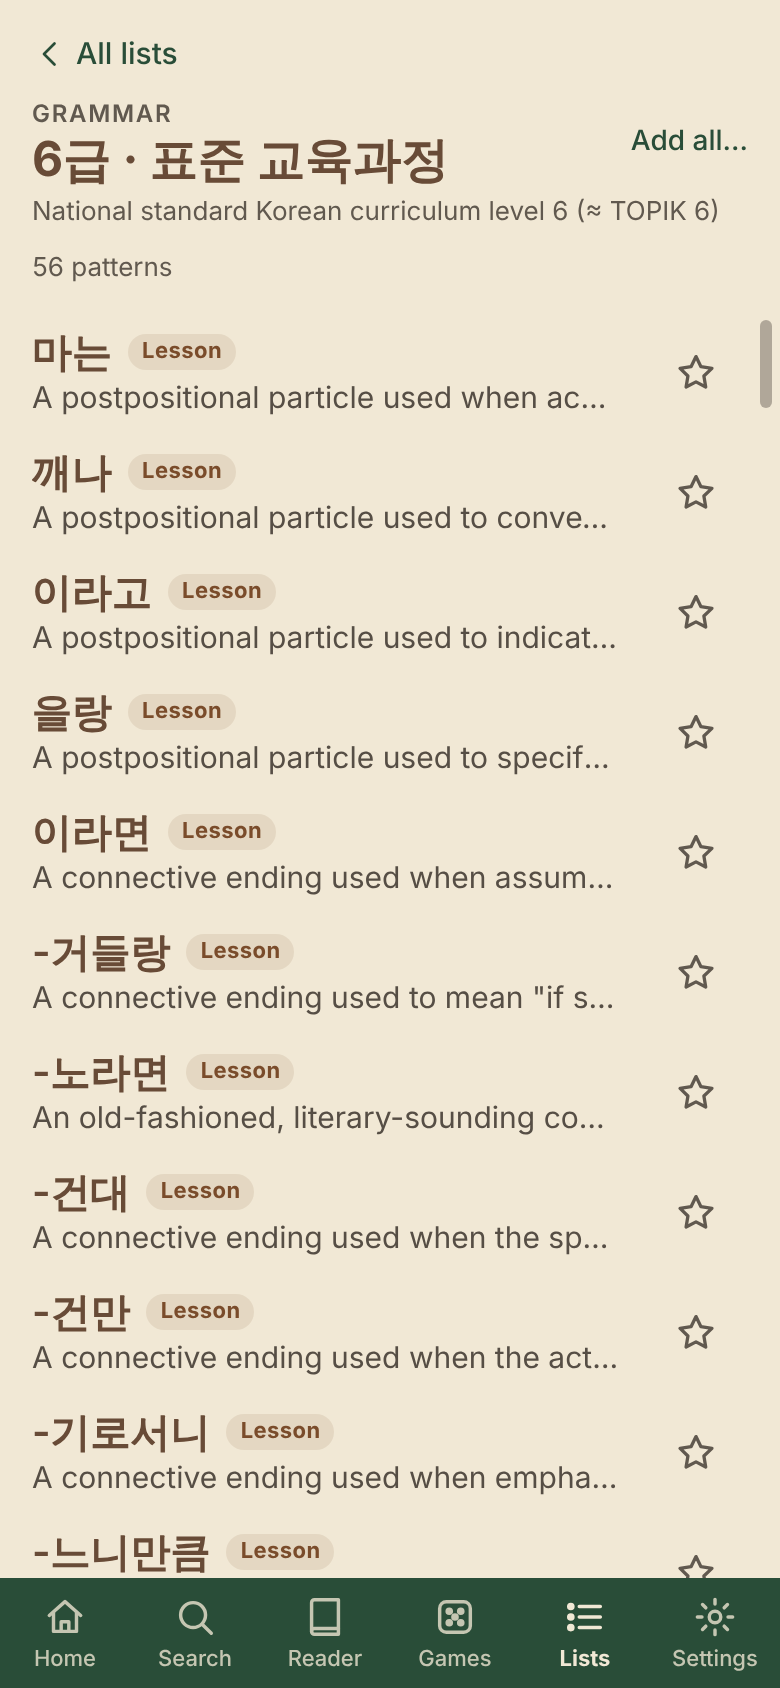 All lists
GRAMMAR
6급 · 표준 교육과정
Add all...
National standard Korean curriculum level 6 (≈ TOPIK 6)
56 patterns
마는 Lesson
A postpositional particle used when ac...
깨나 Lesson
A postpositional particle used to conve...
이라고 Lesson
A postpositional particle used to indicat...
을랑 Lesson
A postpositional particle used to specif...
이라면 Lesson
A connective ending used when assum...
-거들랑 Lesson
A connective ending used to mean "if s...
-노라면 Lesson
An old-fashioned, literary-sounding co...
-건대 Lesson
A connective ending used when the sp...
-건만 Lesson
A connective ending used when the act...
-기로서니 Lesson
A connective ending used when empha...
-느니만큼 Lesson
Home Search Reader Games Lists Settings